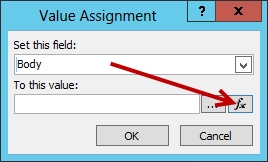 Value Assignment
x
Set this field:
Body
To this value:
... fx
OK Cancel